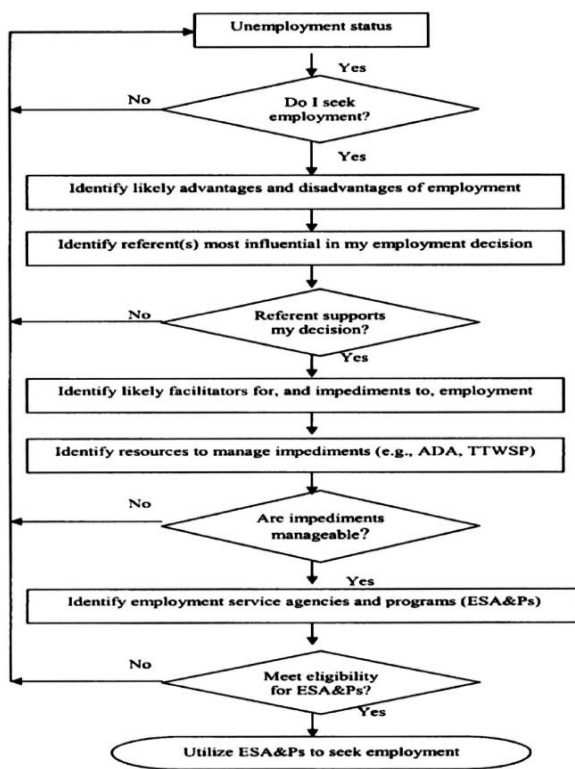 Unemployment status
Yes
No
Do I seek
employment?
Yes
Identify likely advantages and disadvantages of employment
Identify referent(s) most influential in my employment decision
No
Referent supports
my decision?
Yes
Identify likely facilitators for, and impediments to, employment
Identify resources to manage impediments (e.g., ADA, TTWSP)
No
Are impediments
manageable?
Yes
Identify employment service agencies and programs (ESA&Ps)
No
Meet eligibility
for ESA&Ps?
Yes
Utilize ESA&Ps to seek employment